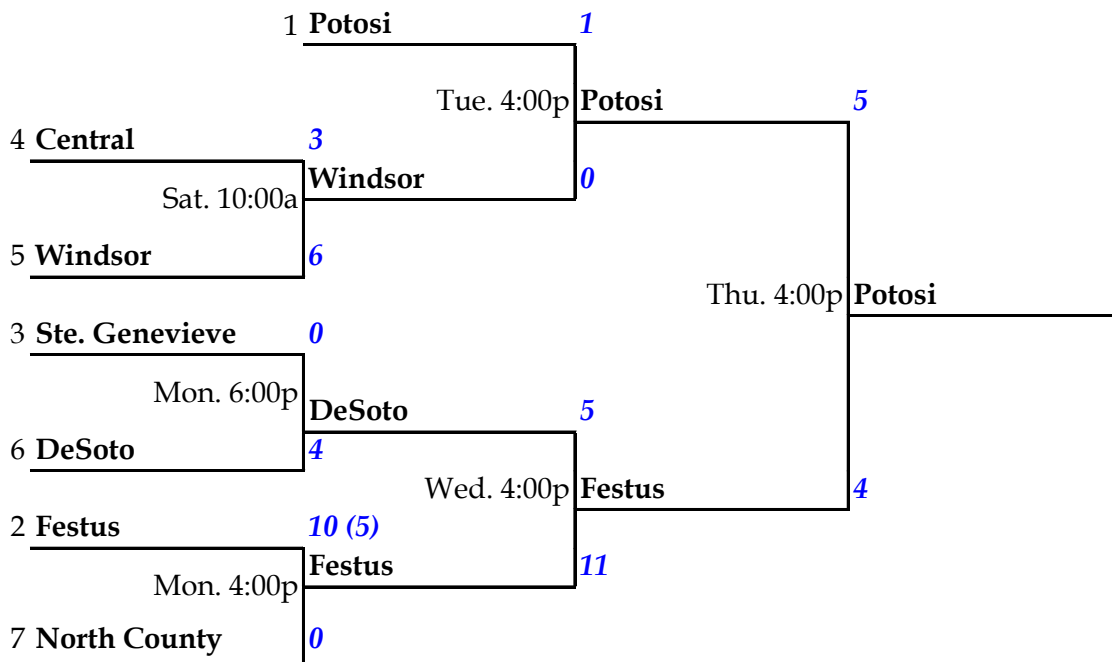 1 Potosi 1
Tue. 4:00p Potosi 5
4 Central 3
Windsor 0
Sat. 10:00a
5 Windsor 6
Thu. 4:00p Potosi
3 Ste. Genevieve 0
Mon. 6:00p
DeSoto 5
6 DeSoto 4
Wed. 4:00p Festus 4
2 Festus 10 (5)
Festus 11
Mon. 4:00p
7 North County 0